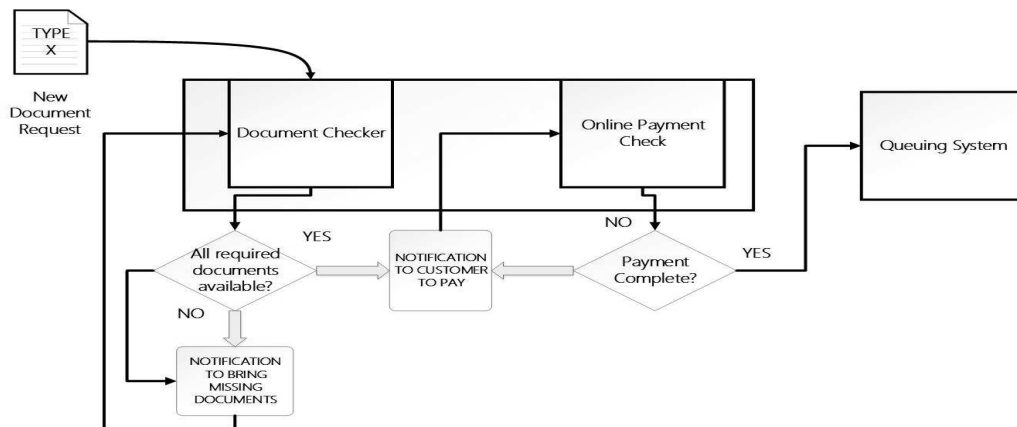 TYPE
X
New
Document
Request
Document Checker
Online Payment
Check
Queuing System
NO
YES
YES
All required
documents
available?
NOTIFICATION
TO CUSTOMER
TO PAY
Payment
Complete?
NO
NOTIFICATION
TO BRING
MISSING
DOCUMENTS